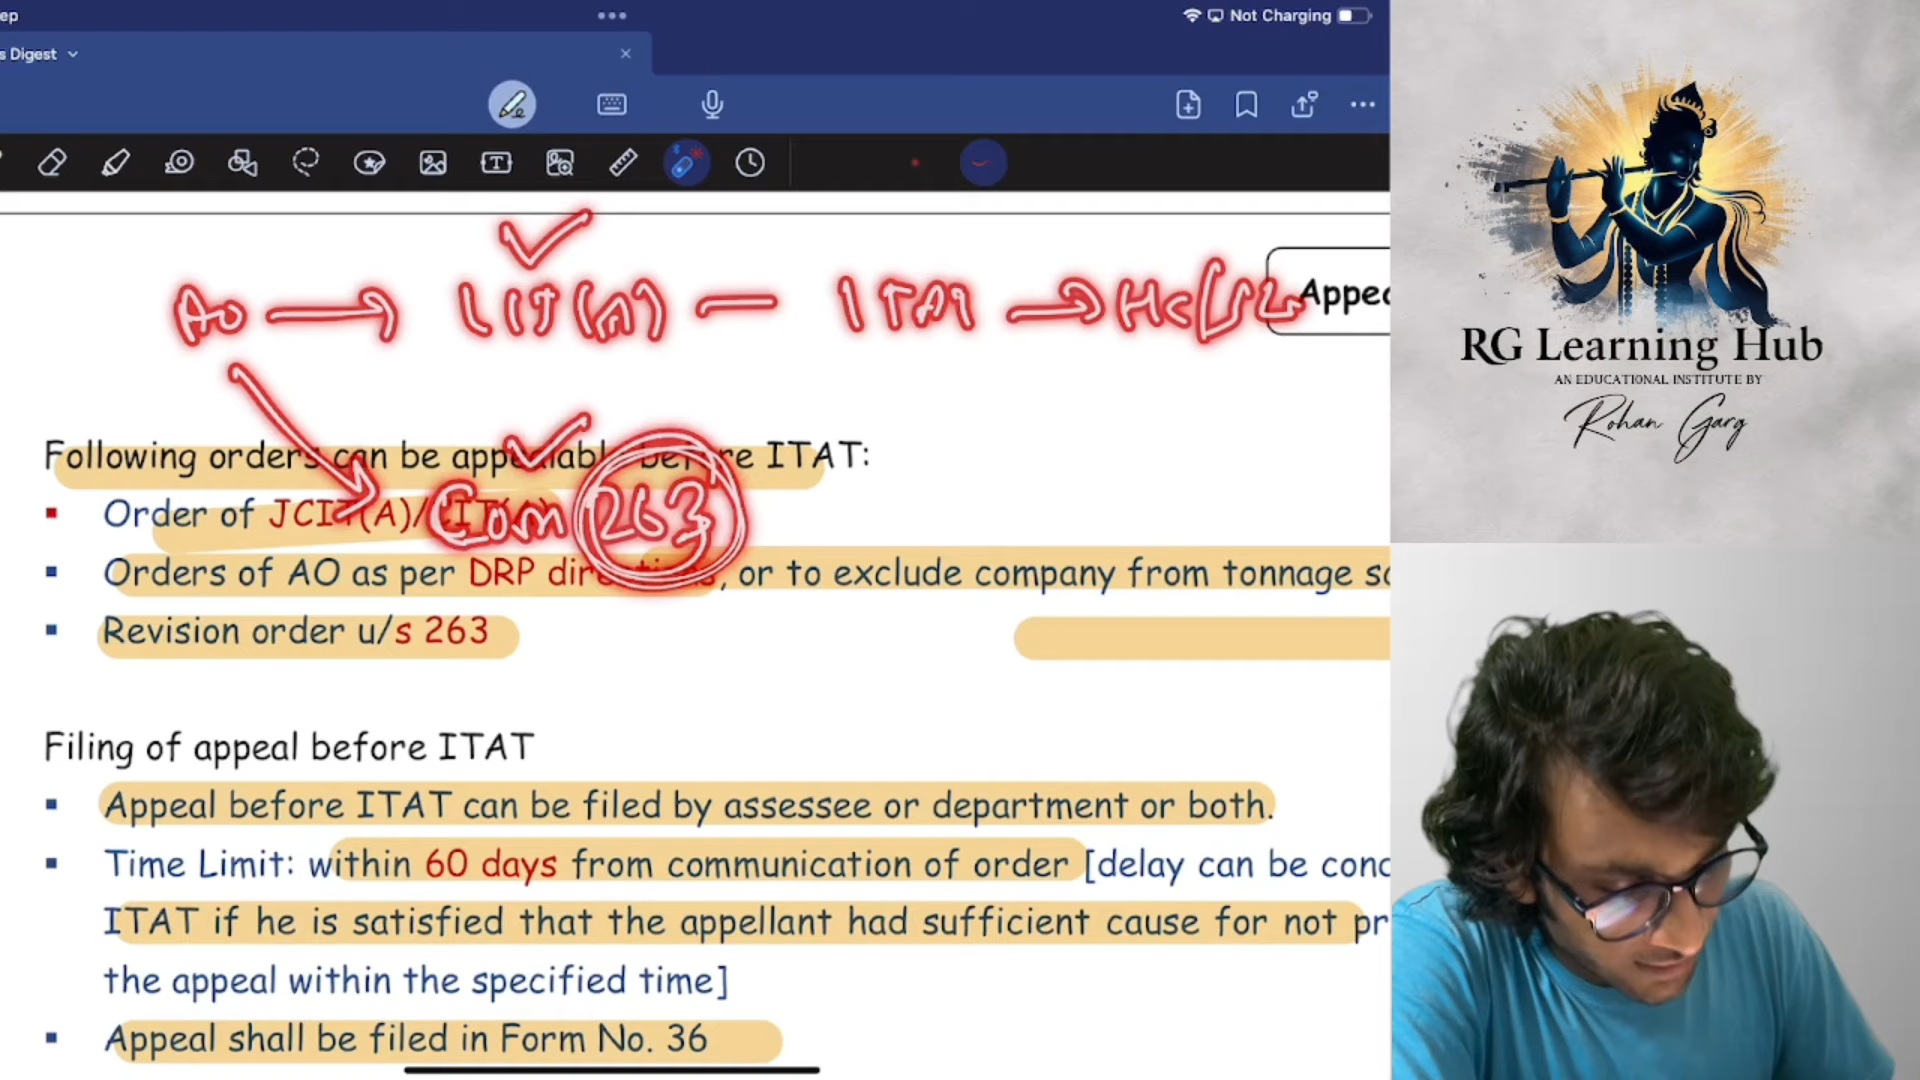 ep
Not Charging
s Digest
T
AO → CIT(A) — ITAT → HC
Appea
Following orders can be appealable before ITAT:
Order of JCIT(A)/CIT(A)
Com 263
Orders of AO as per DRP directions, or to exclude company from tonnage sc
Revision order u/s 263
Filing of appeal before ITAT
Appeal before ITAT can be filed by assessee or department or both.
Time Limit: within 60 days from communication of order [delay can be conc
ITAT if he is satisfied that the appellant had sufficient cause for not pr
the appeal within the specified time]
Appeal shall be filed in Form No. 36
RG Learning Hub
AN EDUCATIONAL INSTITUTE BY
Rohan Garg